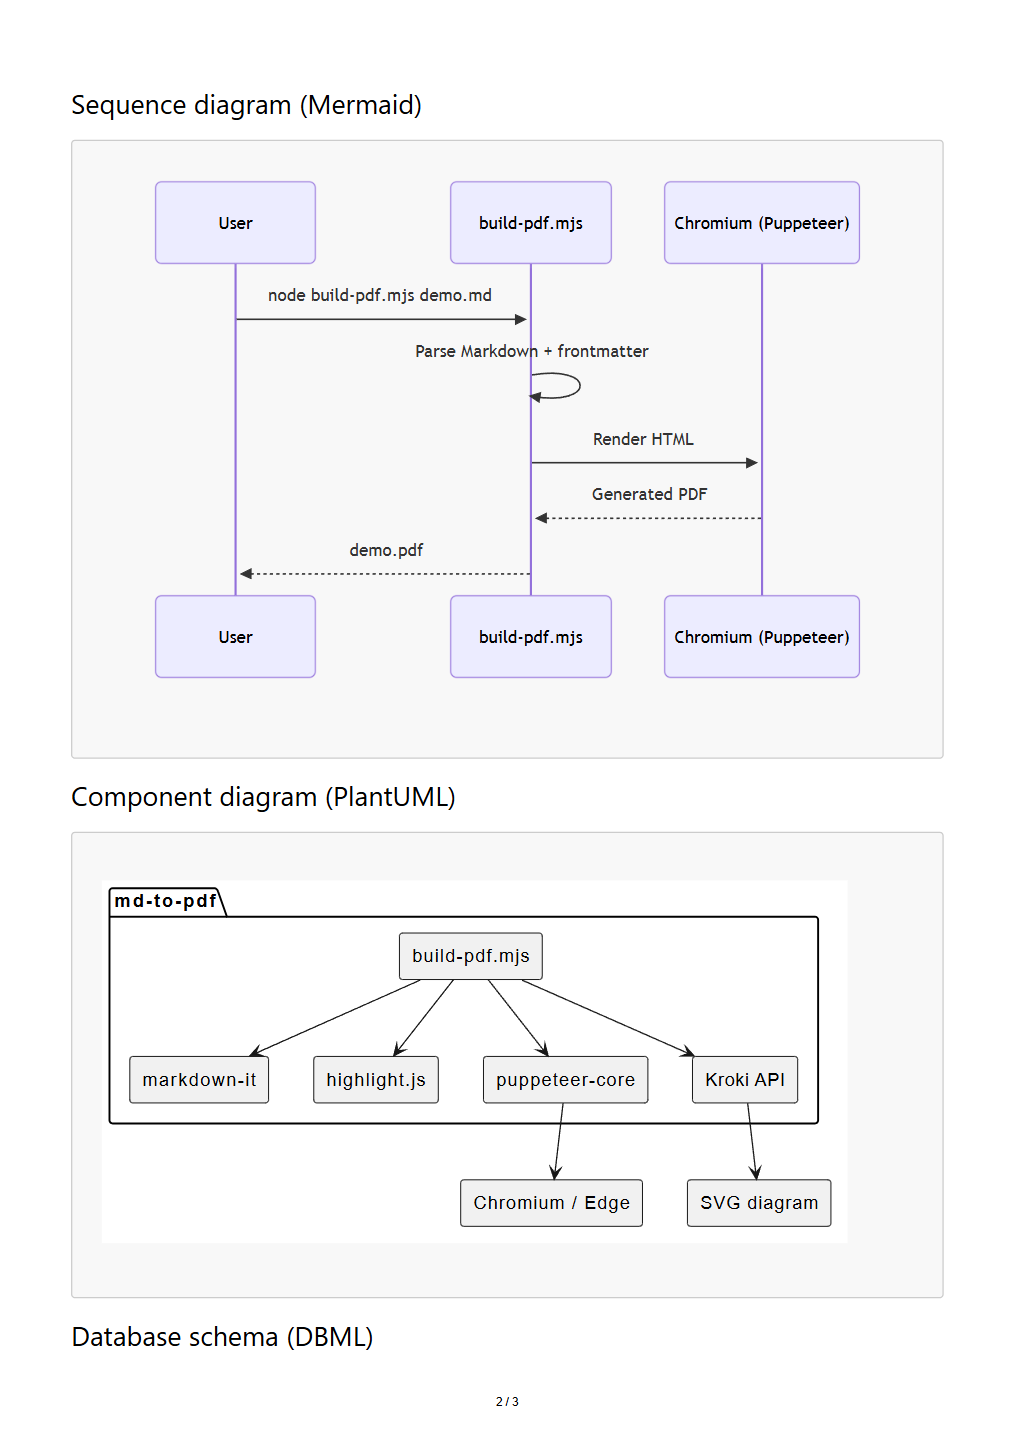 Sequence diagram (Mermaid)
User
build-pdf.mjs
Chromium (Puppeteer)
node build-pdf.mjs demo.md
Parse Markdown + frontmatter
Render HTML
Generated PDF
demo.pdf
User
build-pdf.mjs
Chromium (Puppeteer)
Component diagram (PlantUML)
md-to-pdf
build-pdf.mjs
markdown-it
highlight.js
puppeteer-core
Kroki API
Chromium / Edge
SVG diagram
Database schema (DBML)
2 / 3